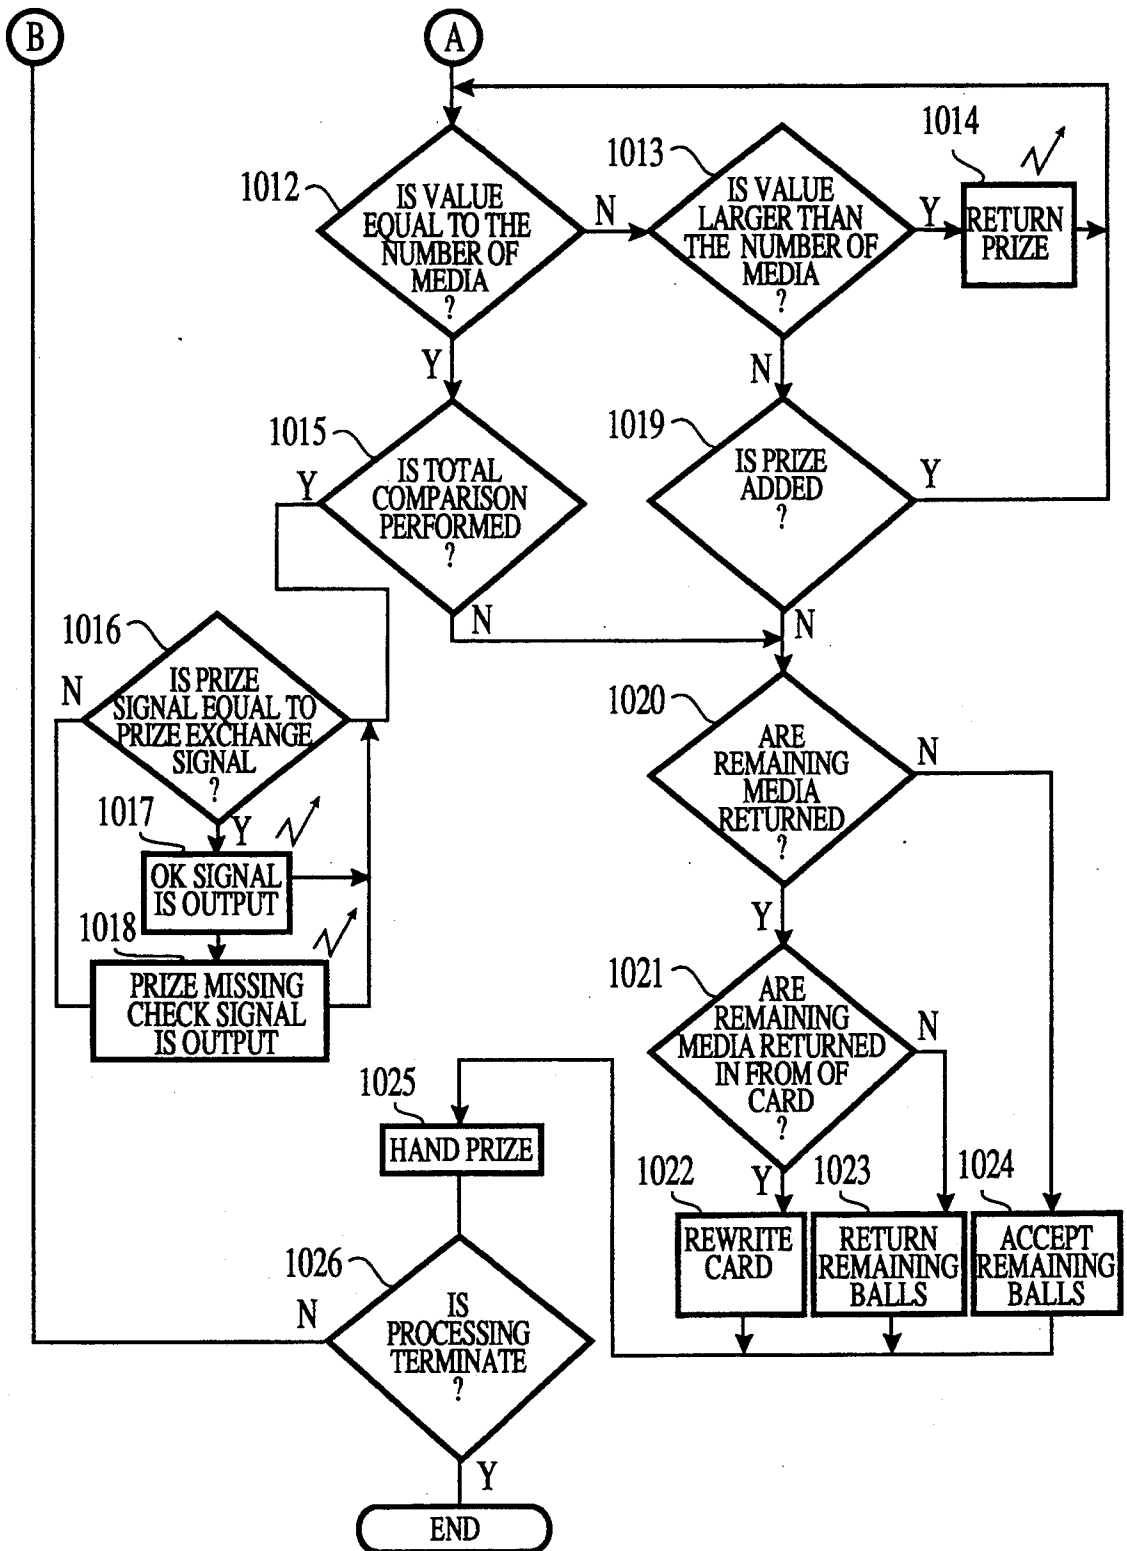 B
A
1012
IS VALUE
EQUAL TO THE
NUMBER OF
MEDIA
?
N
Y
1013
IS VALUE
LARGER THAN
THE NUMBER OF
MEDIA
?
Y
N
1014
RETURN
PRIZE
1015
IS TOTAL
COMPARISON
PERFORMED
?
Y
N
1019
IS PRIZE
ADDED
?
Y
N
1016
IS PRIZE
SIGNAL EQUAL TO
PRIZE EXCHANGE
SIGNAL
?
N
Y
1017
OK SIGNAL
IS OUTPUT
1018
PRIZE MISSING
CHECK SIGNAL
IS OUTPUT
1020
ARE
REMAINING
MEDIA
RETURNED
?
N
Y
1021
ARE
REMAINING
MEDIA RETURNED
IN FROM OF
CARD
?
N
Y
1022
REWRITE
CARD
1023
RETURN
REMAINING
BALLS
1024
ACCEPT
REMAINING
BALLS
1025
HAND PRIZE
1026
IS
PROCESSING
TERMINATE
?
N
Y
END